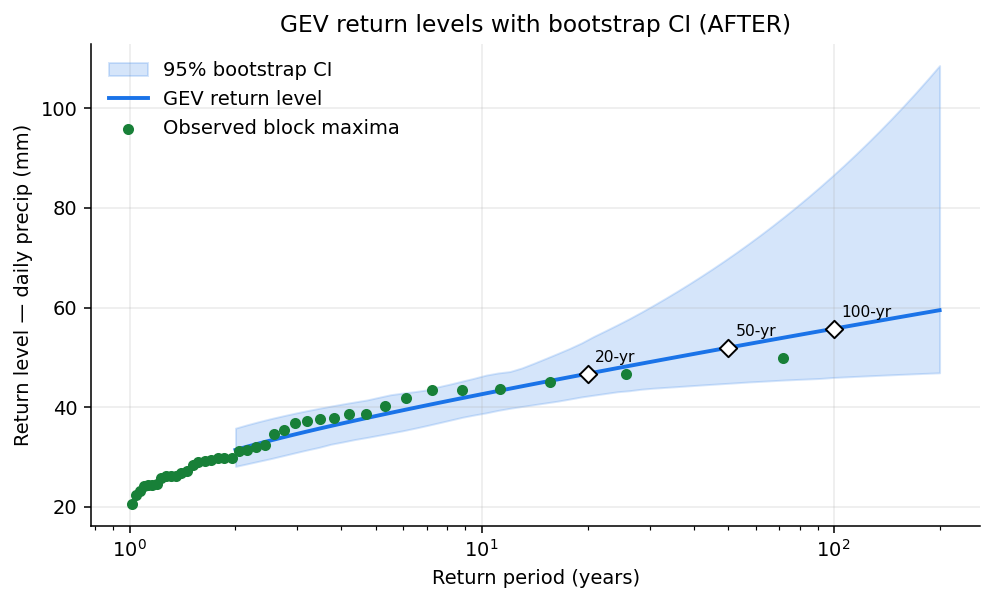 GEV return levels with bootstrap CI (AFTER)
95% bootstrap CI
GEV return level
Observed block maxima
Return level — daily precip (mm)
100
80
60
40
20
20-yr
50-yr
100-yr
10⁰
10¹
10²
Return period (years)